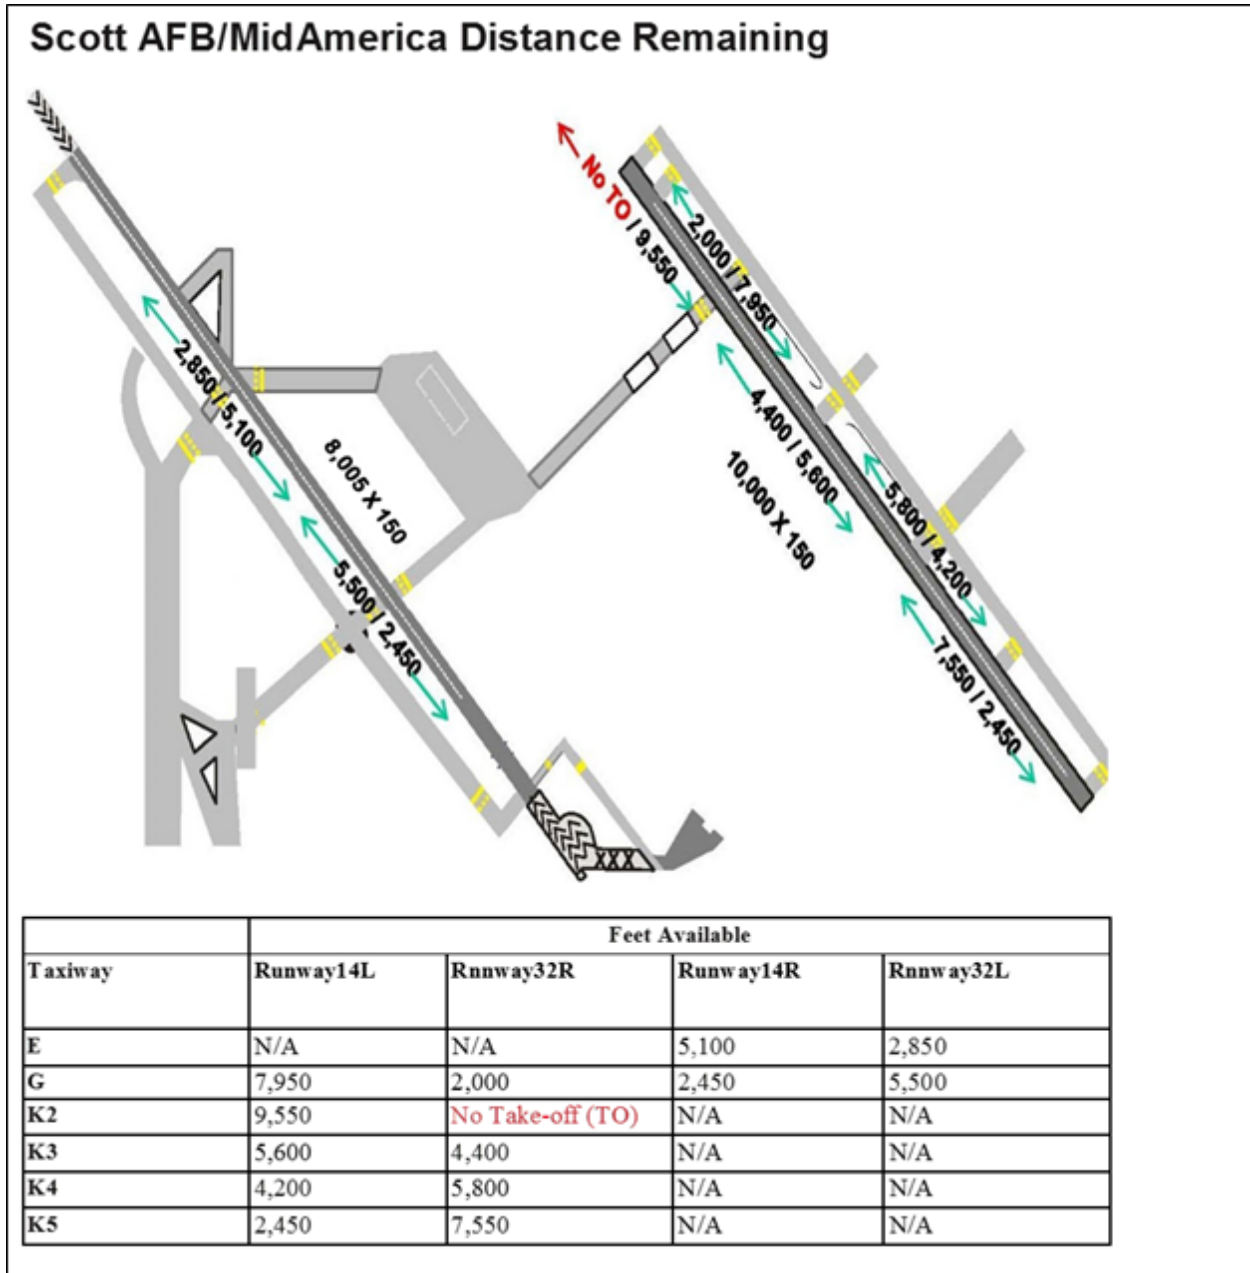 Scott AFB/MidAmerica Distance Remaining
No TO / 9,550
2,000 / 7,950
2,850 / 5,100
8,005 X 150
4,400 / 5,600
10,000 X 150
5,800 / 4,200
5,500 / 2,450
7,550 / 2,450
XXX
Feet Available
Taxiway Runway14L Rnnway32R Runway14R Rnnway32L
E N/A N/A 5,100 2,850
G 7,950 2,000 2,450 5,500
K2 9,550 No Take-off (TO) N/A N/A
K3 5,600 4,400 N/A N/A
K4 4,200 5,800 N/A N/A
K5 2,450 7,550 N/A N/A